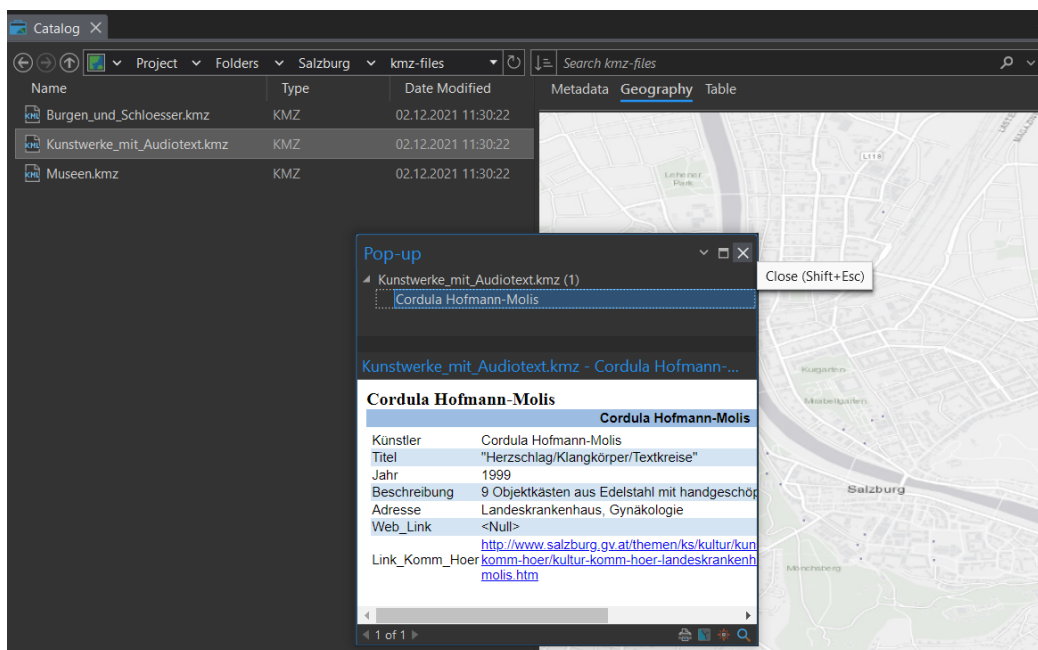 Catalog
Project Folders Salzburg kmz-files
Search kmz-files
Name Type Date Modified
Metadata Geography Table
Burgen_und_Schloesser.kmz KMZ 02.12.2021 11:30:22
Kunstwerke_mit_Audiotext.kmz KMZ 02.12.2021 11:30:22
Museen.kmz KMZ 02.12.2021 11:30:22
L118
Lehener
Park
Pop-up
Close (Shift+Esc)
Kunstwerke_mit_Audiotext.kmz (1)
Cordula Hofmann-Molis
Kunstwerke_mit_Audiotext.kmz - Cordula Hofmann-...
Cordula Hofmann-Molis
Cordula Hofmann-Molis
Künstler Cordula Hofmann-Molis
Titel "Herzschlag/Klangkörper/Textkreise"
Jahr 1999
Beschreibung 9 Objektkästen aus Edelstahl mit handgeschöp
Adresse Landeskrankenhaus, Gynäkologie
Web_Link <Null>
Link_Komm_Hoer http://www.salzburg.gv.at/themen/ks/kultur/kun
komm-hoer/kultur-komm-hoer-landeskrankenh
molis.htm
Kurgarten
Mirabellgarten
Salzburg
Mönchsberg
1 of 1